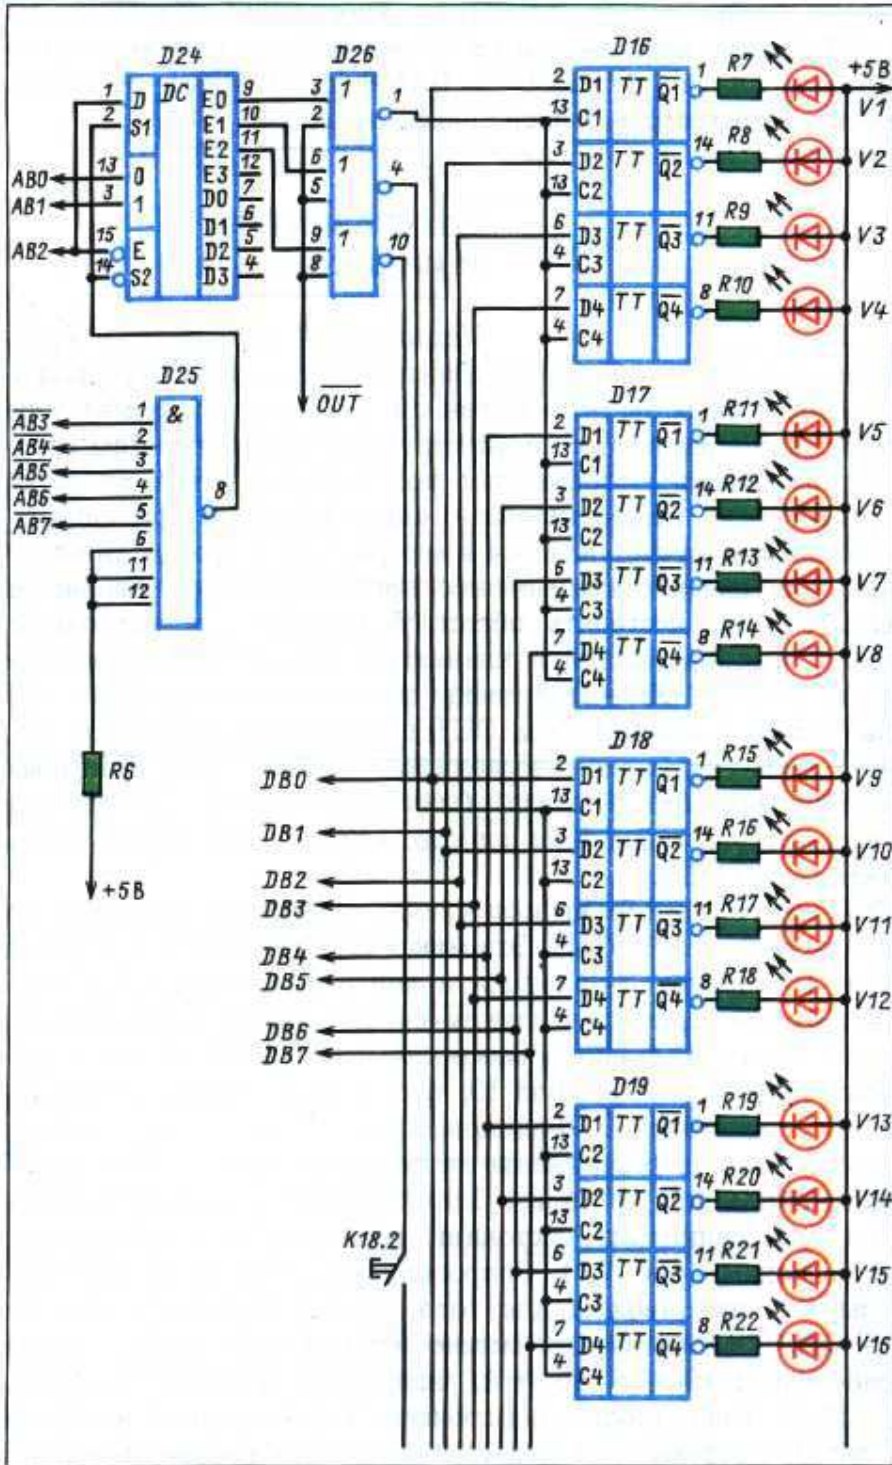 D24
1
2
13
3
15
14
D
S1
0
1
E
S2
DC
E0
E1
E2
E3
D0
D1
D2
D3
9
10
11
12
7
6
5
4
AB0
AB1
AB2
D26
3
2
6
5
9
8
1
1
1
1
4
10
OUT
D25
&
AB3
AB4
AB5
AB6
AB7
1
2
3
4
5
6
11
12
8
R6
+5В
DB0
DB1
DB2
DB3
DB4
DB5
DB6
DB7
K18.2
D16
2 D1 TT Q1 1 R7 +5В
13 C1 V1
3 D2 TT Q2 14 R8 V2
13 C2
6 D3 TT Q3 11 R9 V3
4 C3
7 D4 TT Q4 8 R10 V4
4 C4
D17
2 D1 TT Q1 1 R11 V5
13 C1
3 D2 TT Q2 14 R12 V6
13 C2
6 D3 TT Q3 11 R13 V7
4 C3
7 D4 TT Q4 8 R14 V8
4 C4
D18
2 D1 TT Q1 1 R15 V9
13 C1
3 D2 TT Q2 14 R16 V10
13 C2
6 D3 TT Q3 11 R17 V11
4 C3
7 D4 TT Q4 8 R18 V12
4 C4
D19
2 D1 TT Q1 1 R19 V13
13 C2
3 D2 TT Q2 14 R20 V14
13 C2
6 D3 TT Q3 11 R21 V15
4 C3
7 D4 TT Q4 8 R22 V16
4 C4